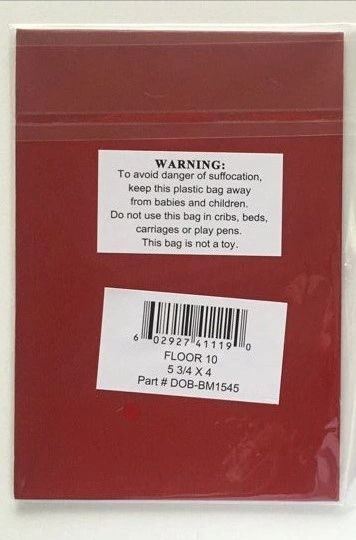 WARNING:
To avoid danger of suffocation,
keep this plastic bag away
from babies and children.
Do not use this bag in cribs, beds,
carriages or play pens.
This bag is not a toy.
6 02927 41119 0
FLOOR 10
5 3/4 X 4
Part # DOB-BM1545